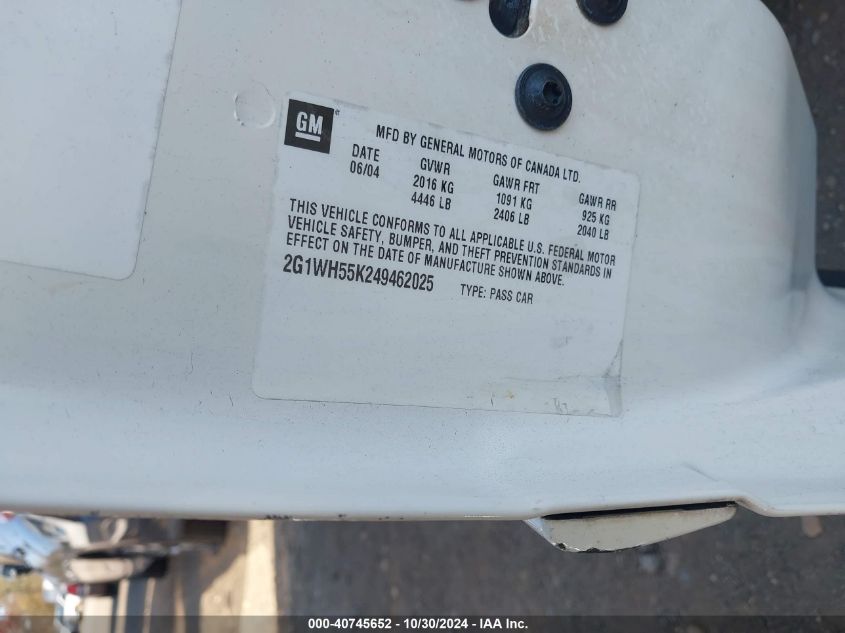 GM
MFD BY GENERAL MOTORS OF CANADA LTD.
DATE GVWR GAWR FRT GAWR RR
06/04 2016 KG 1091 KG 925 KG
4446 LB 2406 LB 2040 LB
THIS VEHICLE CONFORMS TO ALL APPLICABLE U.S. FEDERAL MOTOR
VEHICLE SAFETY, BUMPER, AND THEFT PREVENTION STANDARDS IN
EFFECT ON THE DATE OF MANUFACTURE SHOWN ABOVE.
2G1WH55K249462025 TYPE: PASS CAR
000-40745652 - 10/30/2024 - IAA Inc.